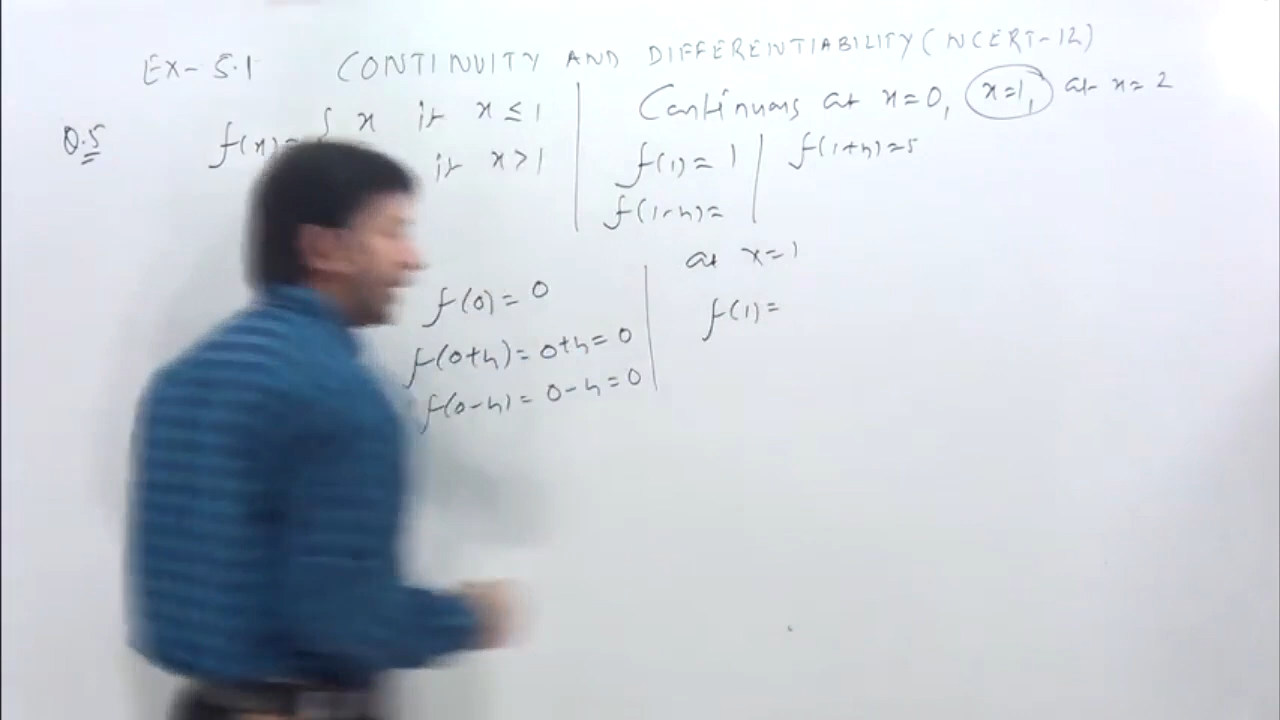 EX-5.1 CONTINUITY AND DIFFERENTIABILITY (NCERT-12)
Q.5 f(x)= { x if x ≤ 1
if x > 1
Continuous at x=0, x=1, at x=2
f(1)= 1
f(1-h)=
f(1+h)=5
f(0)= 0
f(0+h)= 0+h= 0
f(0-h)= 0-h=0
at x=1
f(1)=